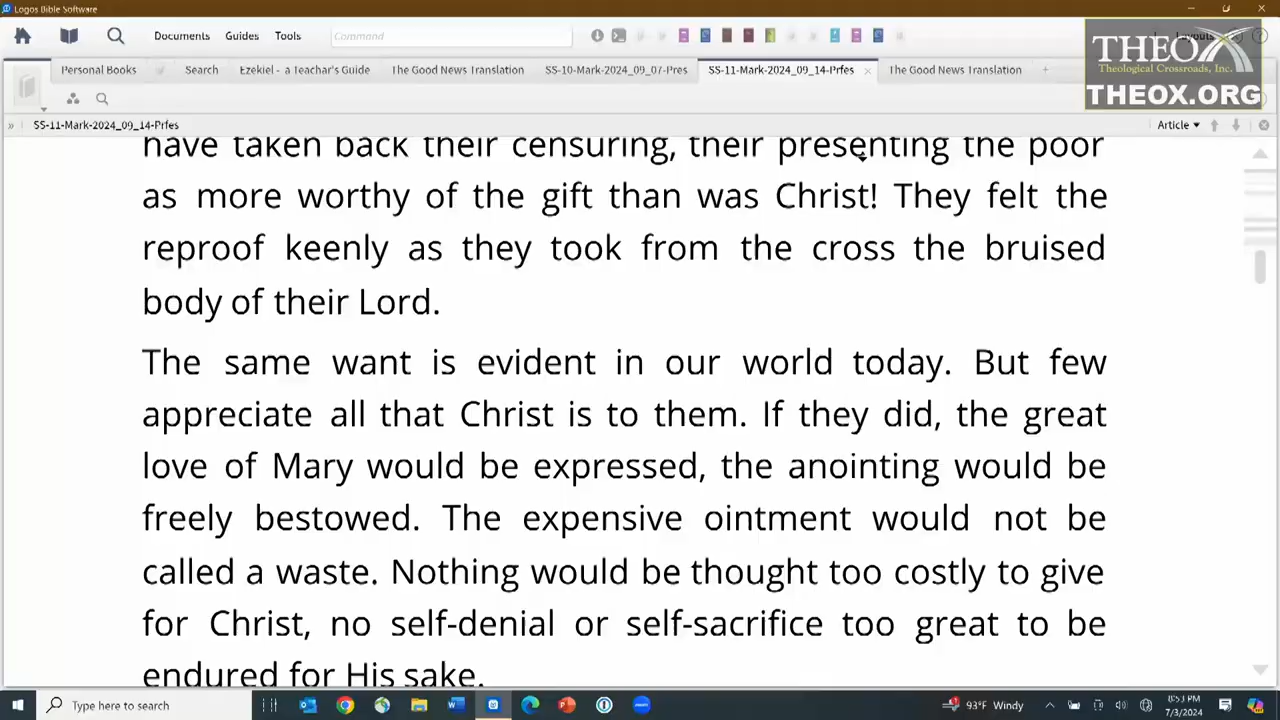 Logos Bible Software
Documents Guides Tools Command Layouts
THEOX
Theological Crossroads, Inc.
THEOX.ORG
Personal Books Search Ezekiel - a Teacher's Guide SS-10-Mark-2024_09_07-Pres SS-11-Mark-2024_09_14-Prfes The Good News Translation
SS-11-Mark-2024_09_14-Prfes Article
have taken back their censuring, their presenting the poor
as more worthy of the gift than was Christ! They felt the
reproof keenly as they took from the cross the bruised
body of their Lord.
The same want is evident in our world today. But few
appreciate all that Christ is to them. If they did, the great
love of Mary would be expressed, the anointing would be
freely bestowed. The expensive ointment would not be
called a waste. Nothing would be thought too costly to give
for Christ, no self-denial or self-sacrifice too great to be
endured for His sake.
Type here to search 93°F Windy 8:53 PM
7/3/2024